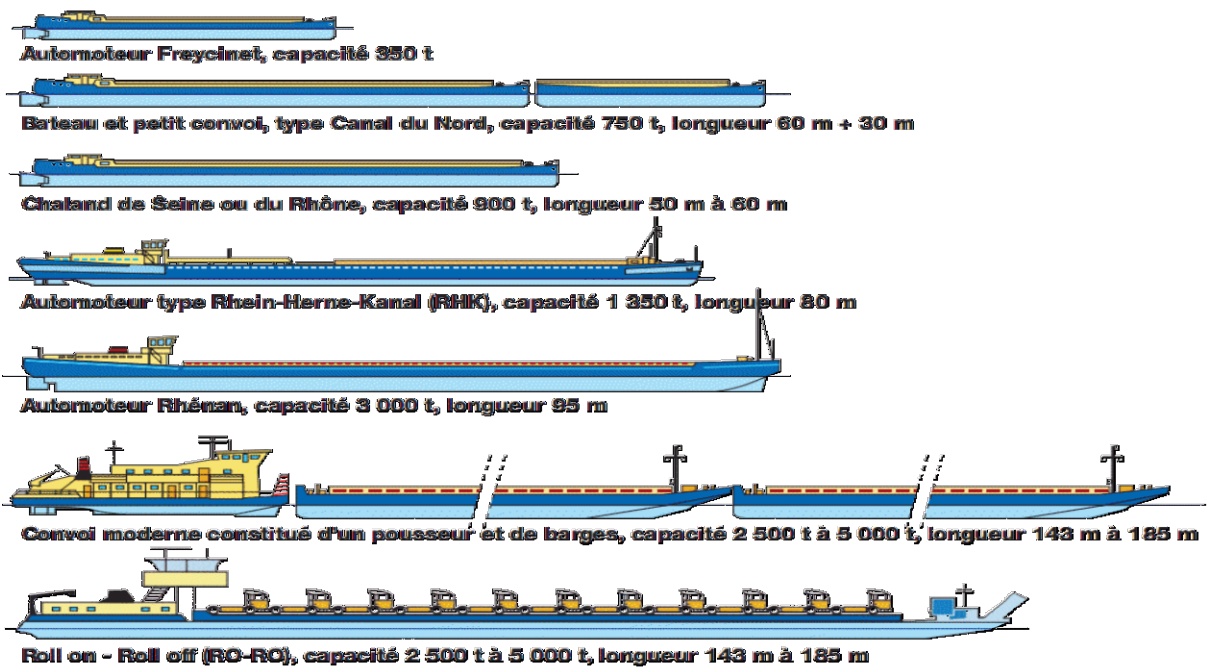 Automoteur Freycinet, capacité 350 t
Bateau et petit convoi, type Canal du Nord, capacité 750 t, longueur 60 m + 30 m
Chaland de Seine ou du Rhône, capacité 900 t, longueur 50 m à 60 m
Automoteur type Rhein-Herne-Kanal (RHK), capacité 1 350 t, longueur 80 m
Automoteur Rhénan, capacité 3 000 t, longueur 95 m
Convoi moderne constitué d'un pousseur et de barges, capacité 2 500 t à 5 000 t, longueur 143 m à 185 m
Roll on - Roll off (RO-RO), capacité 2 500 t à 5 000 t, longueur 143 m à 185 m